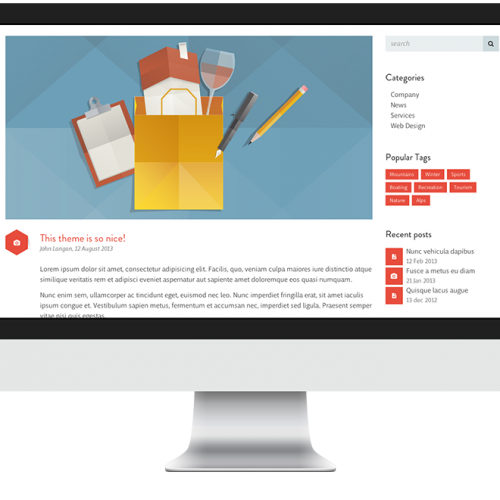 search
Categories
Company
News
Services
Web Design
Popular Tags
Mountains Winter Sports
Boating Recreation Tourism
Nature Alps
This theme is so nice!
John Langan, 12 August 2013
Lorem ipsum dolor sit amet, consectetur adipisicing elit. Facilis, quo, veniam culpa maiores iure distinctio atque
similique veritatis rem et adipisci eveniet aspernatur aut sapiente amet doloremque eos quasi numquam.
Nunc enim sem, ullamcorper ac tincidunt eget, euismod nec leo. Nunc imperdiet fringilla erat, sit amet iaculis
ipsum congue et. Vestibulum sapien metus, fermentum et accumsan nec, imperdiet sed ligula. Praesent semper
vitae nisi quis egestas.
Recent posts
Nunc vehicula dapibus
12 Feb 2013
Fusce a metus eu diam
21 Jan 2013
Quisque lacus augue
13 dec 2012